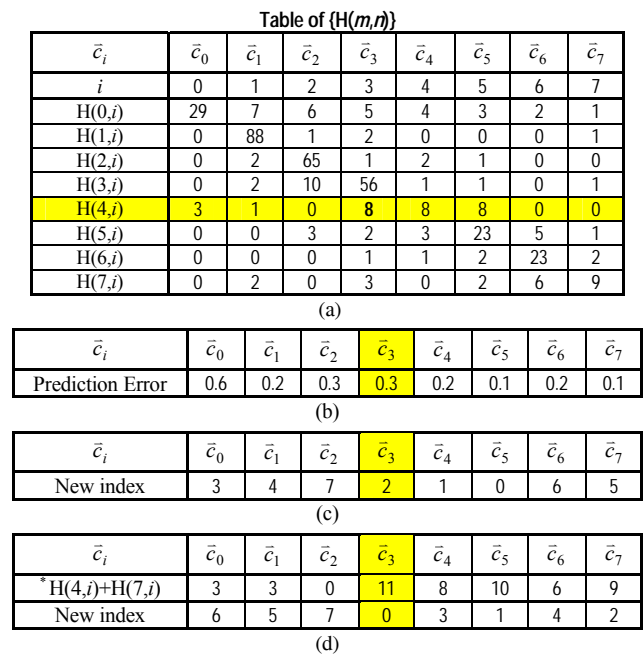 Table of {H(m,n)}
c̄ᵢ c̄₀ c̄₁ c̄₂ c̄₃ c̄₄ c̄₅ c̄₆ c̄₇
i 0 1 2 3 4 5 6 7
H(0,i) 29 7 6 5 4 3 2 1
H(1,i) 0 88 1 2 0 0 0 1
H(2,i) 0 2 65 1 2 1 0 0
H(3,i) 0 2 10 56 1 1 0 1
H(4,i) 3 1 0 8 8 8 0 0
H(5,i) 0 0 3 2 3 23 5 1
H(6,i) 0 0 0 1 1 2 23 2
H(7,i) 0 2 0 3 0 2 6 9
(a)
c̄ᵢ c̄₀ c̄₁ c̄₂ c̄₃ c̄₄ c̄₅ c̄₆ c̄₇
Prediction Error 0.6 0.2 0.3 0.3 0.2 0.1 0.2 0.1
(b)
c̄ᵢ c̄₀ c̄₁ c̄₂ c̄₃ c̄₄ c̄₅ c̄₆ c̄₇
New index 3 4 7 2 1 0 6 5
(c)
c̄ᵢ c̄₀ c̄₁ c̄₂ c̄₃ c̄₄ c̄₅ c̄₆ c̄₇
*H(4,i)+H(7,i) 3 3 0 11 8 10 6 9
New index 6 5 7 0 3 1 4 2
(d)